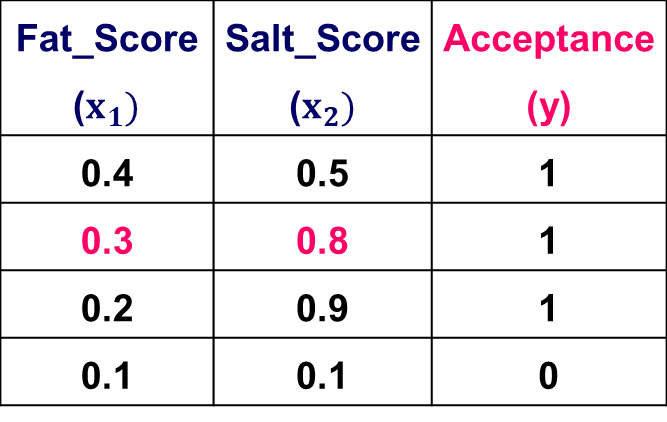 Fat_Score Salt_Score Acceptance
(x₁) (x₂) (y)
0.4 0.5 1
0.3 0.8 1
0.2 0.9 1
0.1 0.1 0